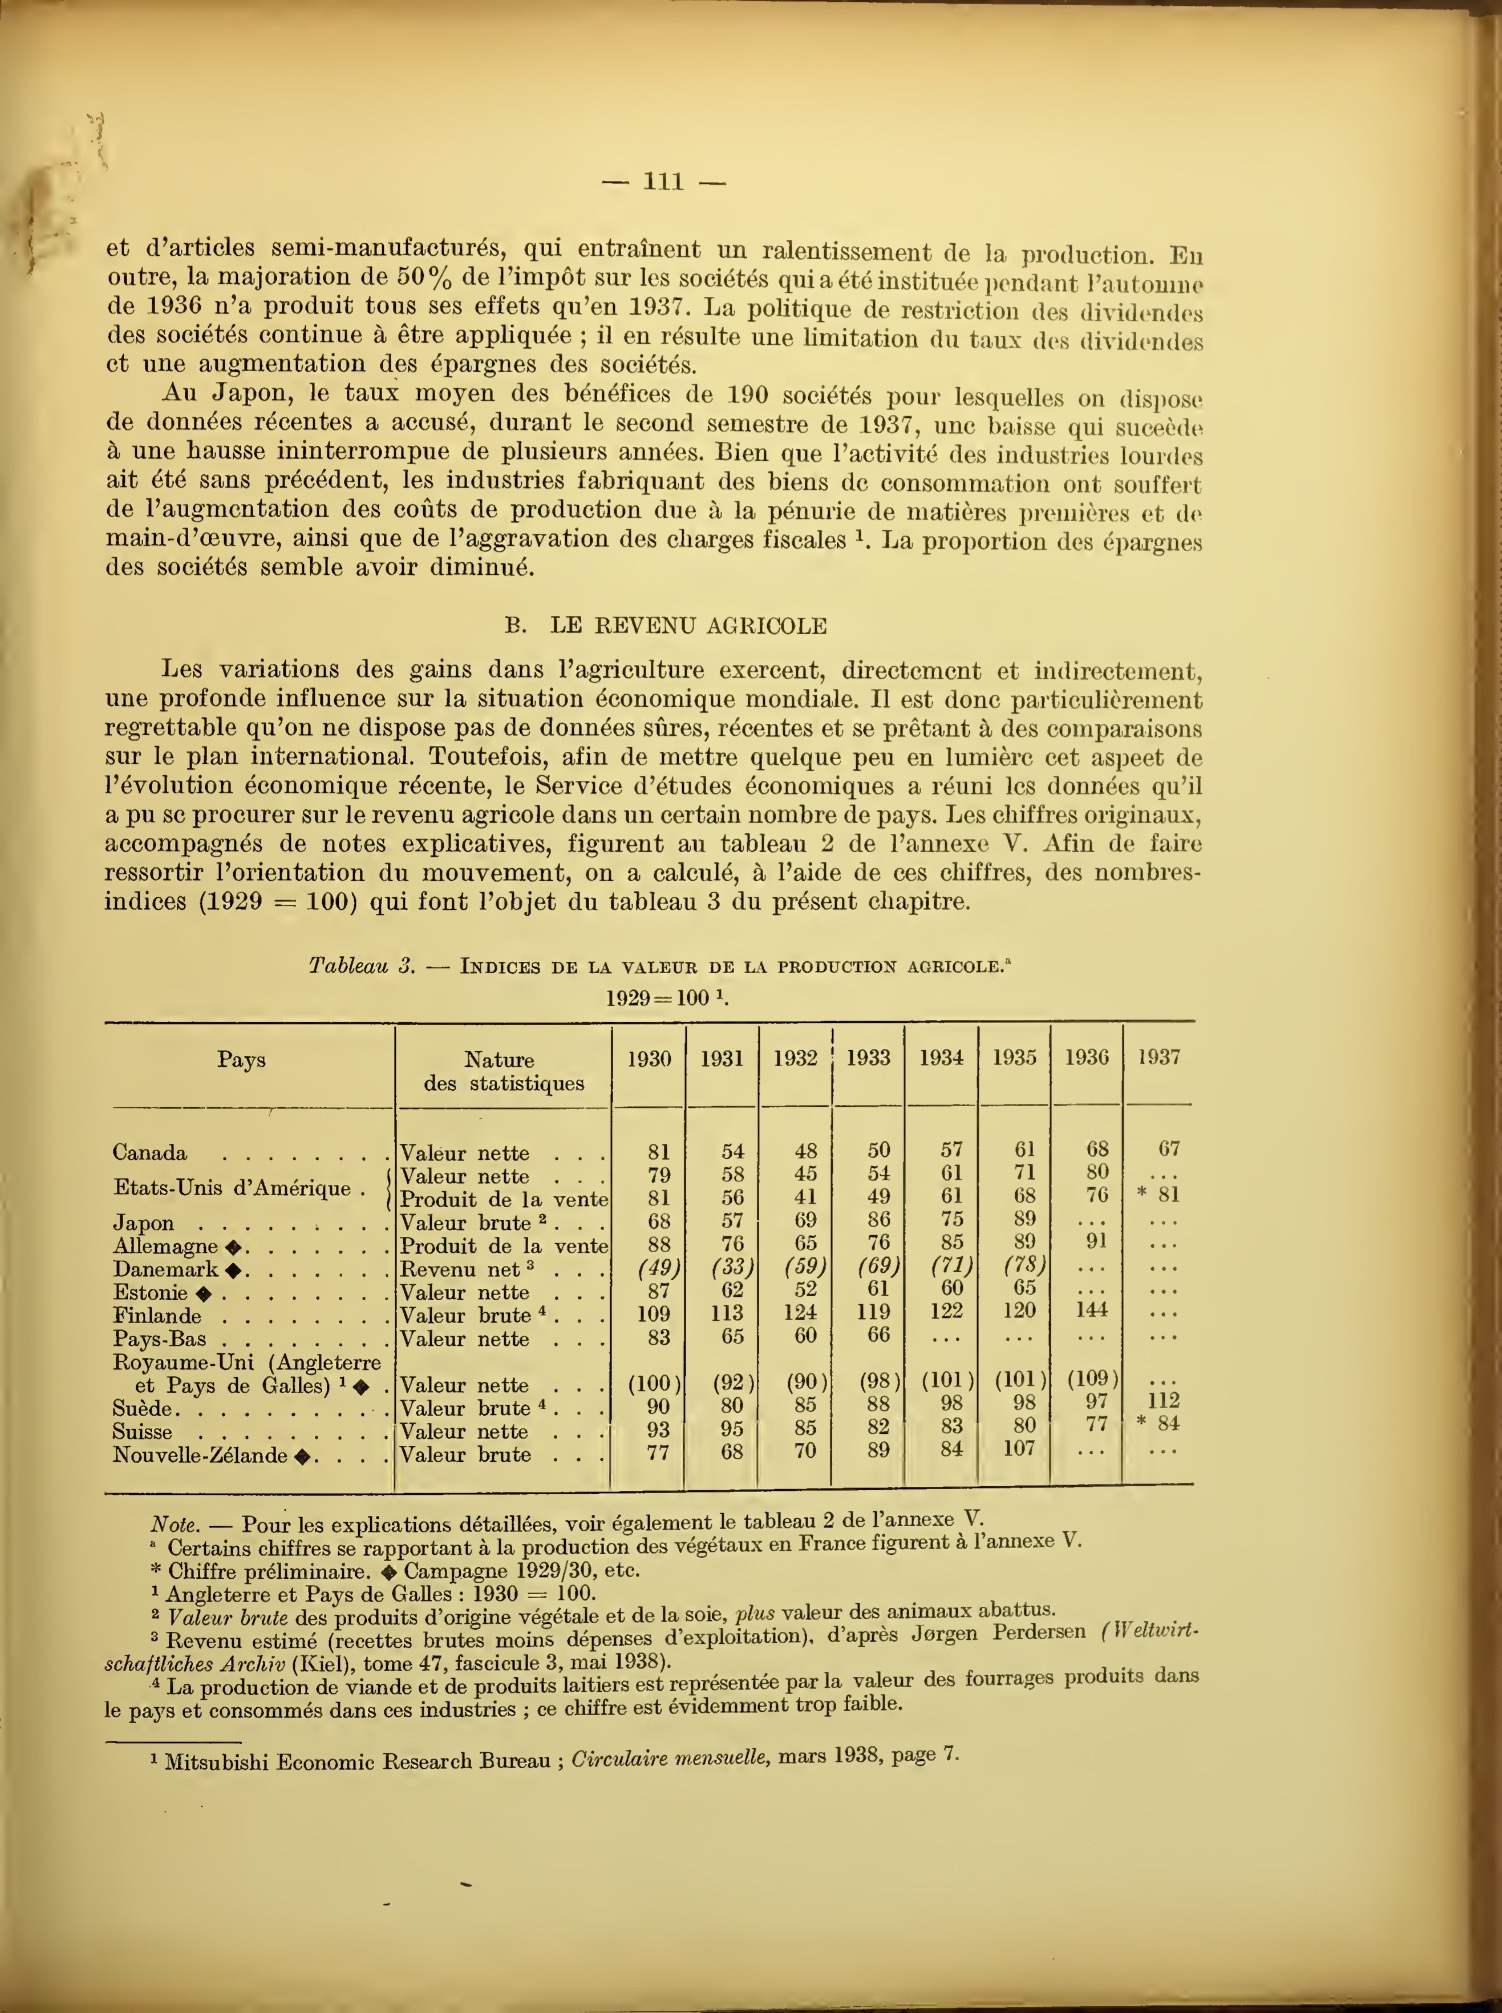 — 111 —
et d'articles semi-manufacturés, qui entraînent un ralentissement de la production. En
outre, la majoration de 50% de l'impôt sur les sociétés qui a été instituée pendant l'automne
de 1936 n'a produit tous ses effets qu'en 1937. La politique de restriction des dividendes
des sociétés continue à être appliquée ; il en résulte une limitation du taux des dividendes
et une augmentation des épargnes des sociétés.
Au Japon, le taux moyen des bénéfices de 190 sociétés pour lesquelles on dispose
de données récentes a accusé, durant le second semestre de 1937, une baisse qui succède
à une hausse ininterrompue de plusieurs années. Bien que l'activité des industries lourdes
ait été sans précédent, les industries fabriquant des biens de consommation ont souffert
de l'augmentation des coûts de production due à la pénurie de matières premières et de
main-d'œuvre, ainsi que de l'aggravation des charges fiscales ¹. La proportion des épargnes
des sociétés semble avoir diminué.
B. LE REVENU AGRICOLE
Les variations des gains dans l'agriculture exercent, directement et indirectement,
une profonde influence sur la situation économique mondiale. Il est donc particulièrement
regrettable qu'on ne dispose pas de données sûres, récentes et se prêtant à des comparaisons
sur le plan international. Toutefois, afin de mettre quelque peu en lumière cet aspect de
l'évolution économique récente, le Service d'études économiques a réuni les données qu'il
a pu se procurer sur le revenu agricole dans un certain nombre de pays. Les chiffres originaux,
accompagnés de notes explicatives, figurent au tableau 2 de l'annexe V. Afin de faire
ressortir l'orientation du mouvement, on a calculé, à l'aide de ces chiffres, des nombres-
indices (1929 = 100) qui font l'objet du tableau 3 du présent chapitre.
Tableau 3. — INDICES DE LA VALEUR DE LA PRODUCTION AGRICOLE.ª
1929 = 100 ¹.
Pays Nature des statistiques 1930 1931 1932 1933 1934 1935 1936 1937
Canada . . . . . . . . Valeur nette . . . 81 54 48 50 57 61 68 67
Etats-Unis d'Amérique . { Valeur nette . . . 79 58 45 54 61 71 80 ...
Produit de la vente 81 56 41 49 61 68 76 * 81
Japon . . . . . . . . . Valeur brute ² . . . 68 57 69 86 75 89 ... ...
Allemagne ♦ . . . . . . . Produit de la vente 88 76 65 76 85 89 91 ...
Danemark ♦ . . . . . . . Revenu net ³ . . . (49) (33) (59) (69) (71) (78) ... ...
Estonie ♦ . . . . . . . . Valeur nette . . . 87 62 52 61 60 65 ... ...
Finlande . . . . . . . . Valeur brute ⁴ . . . 109 113 124 119 122 120 144 ...
Pays-Bas . . . . . . . . Valeur nette . . . 83 65 60 66 ... ... ... ...
Royaume-Uni (Angleterre
et Pays de Galles) ¹ ♦ . Valeur nette . . . (100) (92) (90) (98) (101) (101) (109) ...
Suède . . . . . . . . . . Valeur brute ⁴ . . . 90 80 85 88 98 98 97 112
Suisse . . . . . . . . . Valeur nette . . . 93 95 85 82 83 80 77 * 84
Nouvelle-Zélande ♦ . . . . Valeur brute . . . 77 68 70 89 84 107 ... ...
Note. — Pour les explications détaillées, voir également le tableau 2 de l'annexe V.
ª Certains chiffres se rapportant à la production des végétaux en France figurent à l'annexe V.
* Chiffre préliminaire. ♦ Campagne 1929/30, etc.
¹ Angleterre et Pays de Galles : 1930 = 100.
² Valeur brute des produits d'origine végétale et de la soie, plus valeur des animaux abattus.
³ Revenu estimé (recettes brutes moins dépenses d'exploitation), d'après Jørgen Perdersen (Weltwirt-
schaftliches Archiv (Kiel), tome 47, fascicule 3, mai 1938).
⁴ La production de viande et de produits laitiers est représentée par la valeur des fourrages produits dans
le pays et consommés dans ces industries ; ce chiffre est évidemment trop faible.
¹ Mitsubishi Economic Research Bureau ; Circulaire mensuelle, mars 1938, page 7.